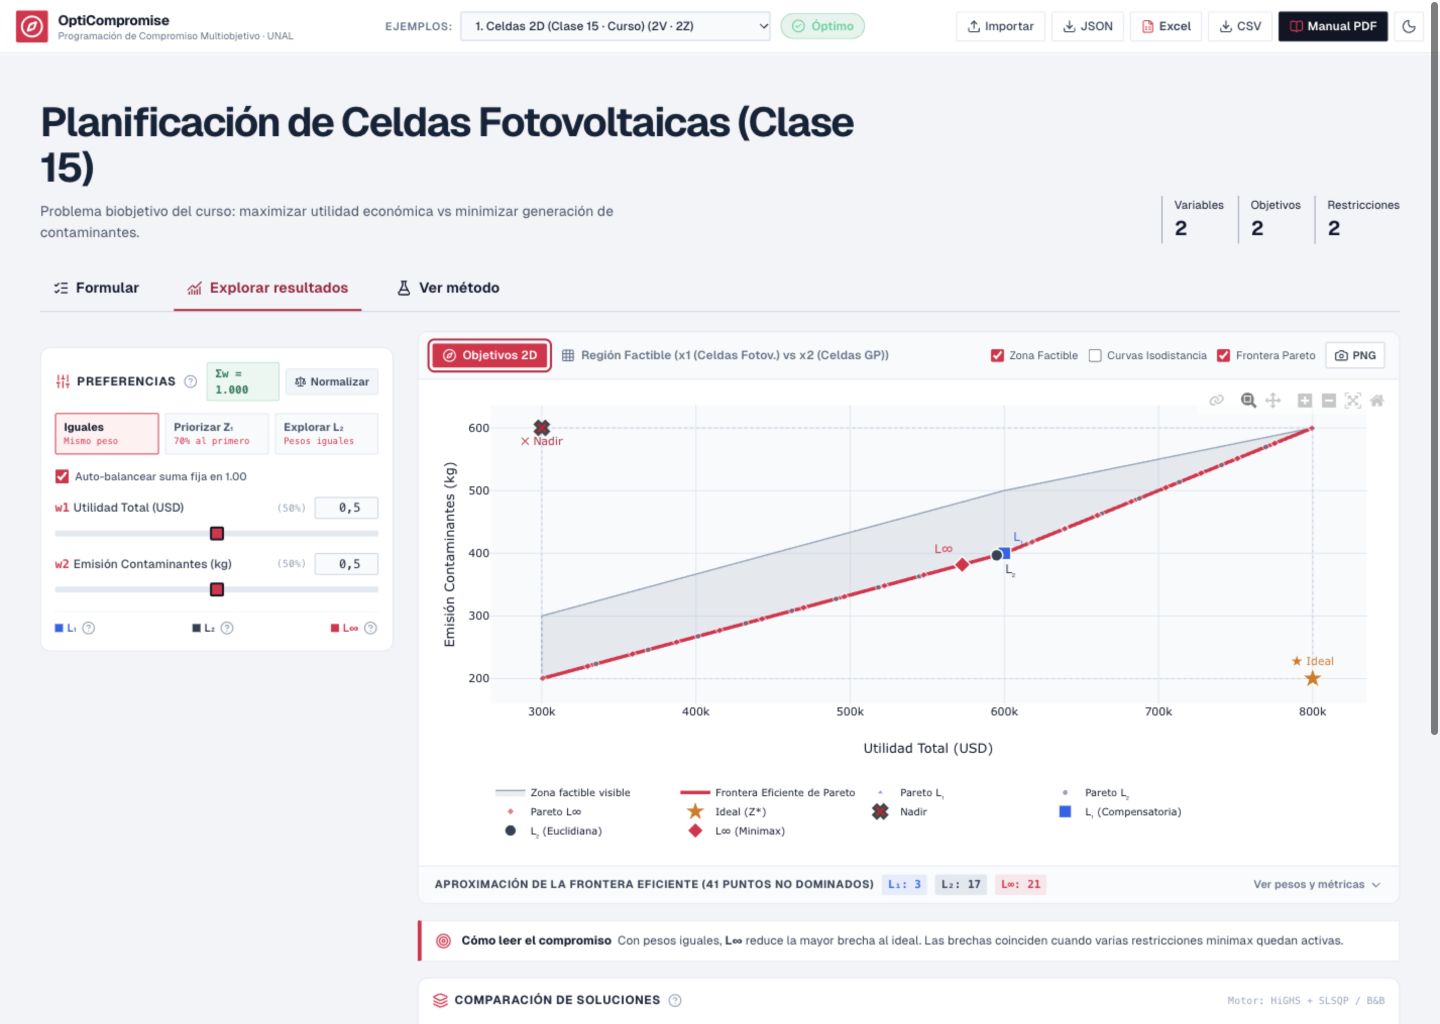 OptiCompromise
Programación de Compromiso Multiobjetivo · UNAL
EJEMPLOS:
1. Celdas 2D (Clase 15 · Curso) (2V · 2Z)
Óptimo
Importar
JSON
Excel
CSV
Manual PDF
Planificación de Celdas Fotovoltaicas (Clase
15)
Problema biobjetivo del curso: maximizar utilidad económica vs minimizar generación de
contaminantes.
Variables
2
Objetivos
2
Restricciones
2
Formular
Explorar resultados
Ver método
PREFERENCIAS
Σw =
1.000
Normalizar
Iguales
Mismo peso
Priorizar Z₁
70% al primero
Explorar L₂
Pesos iguales
Auto-balancear suma fija en 1.00
w1 Utilidad Total (USD)
(50%)
0,5
w2 Emisión Contaminantes (kg)
(50%)
0,5
L₁
L₂
L∞
Objetivos 2D
Región Factible (x1 (Celdas Fotov.) vs x2 (Celdas GP))
Zona Factible
Curvas Isodistancia
Frontera Pareto
PNG
Emisión Contaminantes (kg)
600
500
400
300
200
× Nadir
L∞
L₁
L₂
★ Ideal
300k
400k
500k
600k
700k
800k
Utilidad Total (USD)
Zona factible visible
Frontera Eficiente de Pareto
Pareto L₁
Pareto L₂
Pareto L∞
Ideal (Z*)
Nadir
L₁ (Compensatoria)
L₂ (Euclidiana)
L∞ (Minimax)
APROXIMACIÓN DE LA FRONTERA EFICIENTE (41 PUNTOS NO DOMINADOS)
L₁: 3
L₂: 17
L∞: 21
Ver pesos y métricas
Cómo leer el compromiso Con pesos iguales, L∞ reduce la mayor brecha al ideal. Las brechas coinciden cuando varias restricciones minimax quedan activas.
COMPARACIÓN DE SOLUCIONES
Motor: HiGHS + SLSQP / B&B